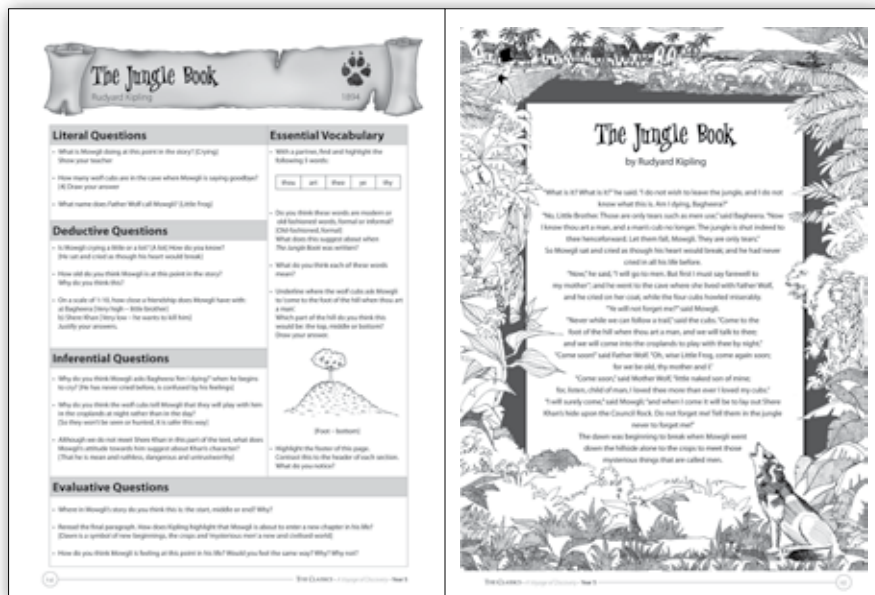 The Jungle Book
Rudyard Kipling
1894
Literal Questions
- What is Mowgli doing at this point in the story? [Crying]
Show your teacher
- How many wolf cubs are in the cave when Mowgli is saying goodbye?
[4] Draw your answer
- What name does Father Wolf call Mowgli? [Little Frog]
Deductive Questions
- Is Mowgli crying a little or a lot? [A lot] How do you know?
[He sat and cried as though his heart would break]
- How old do you think Mowgli is at this point in the story?
Why do you think this?
- On a scale of 1-10, how close a friendship does Mowgli have with:
a) Bagheera [Very high – little brother]
b) Shere Khan [Very low – he wants to kill him]
Justify your answers.
Inferential Questions
- Why do you think Mowgli asks Bagheera 'Am I dying?' when he begins
to cry? [He has never cried before, is confused by his feelings]
- Why do you think the wolf cubs tell Mowgli that they will play with him
in the croplands at night rather than in the day?
[So they won't be seen or hunted, it is safer this way]
- Although we do not meet Shere Khan in this part of the text, what does
Mowgli's attitude towards him suggest about Khan's character?
[That he is mean and ruthless, dangerous and untrustworthy]
Essential Vocabulary
- With a partner, find and highlight the
following 5 words:
thou art thee ye thy
- Do you think these words are modern or
old-fashioned words, formal or informal?
[Old-fashioned, formal]
What does this suggest about when
The Jungle Book was written?
- What do you think each of these words
mean?
- Underline where the wolf cubs ask Mowgli
to 'come to the foot of the hill when thou art a
man'.
Which part of the hill do you think this
would be: the top, middle or bottom?
Draw your answer.
[Foot – bottom]
- Highlight the footer of this page.
Contrast this to the header of each section.
What do you notice?
Evaluative Questions
- Where in Mowgli's story do you think this is: the start, middle or end? Why?
- Reread the final paragraph. How does Kipling highlight that Mowgli is about to enter a new chapter in his life?
[Dawn is a symbol of new beginnings, the crops and 'mysterious men' a new and civilised world]
- How do you think Mowgli is feeling at this point in his life? Would you feel the same way? Why? Why not?
THE CLASSICS - A Voyage of Discovery - Year 5
The Jungle Book
by Rudyard Kipling
"What is it? What is it?" he said. "I do not wish to leave the jungle, and I do not
know what this is. Am I dying, Bagheera?"
"No, Little Brother. Those are only tears such as men use," said Bagheera. "Now
I know thou art a man, and a man's cub no longer. The jungle is shut indeed to
thee henceforward. Let them fall, Mowgli. They are only tears."
So Mowgli sat and cried as though his heart would break; and he had never
cried in all his life before.
"Now," he said, "I will go to men. But first I must say farewell to
my mother"; and he went to the cave where she lived with Father Wolf,
and he cried on her coat, while the four cubs howled miserably.
"Ye will not forget me?" said Mowgli.
"Never while we can follow a trail," said the cubs. "Come to the
foot of the hill when thou art a man, and we will talk to thee;
and we will come into the croplands to play with thee by night."
"Come soon!" said Father Wolf. "Oh, wise Little Frog, come again soon;
for we be old, thy mother and I."
"Come soon," said Mother Wolf, "little naked son of mine;
for, listen, child of man, I loved thee more than ever I loved my cubs."
"I will surely come," said Mowgli; "and when I come it will be to lay out Shere
Khan's hide upon the Council Rock. Do not forget me! Tell them in the jungle
never to forget me!"
The dawn was beginning to break when Mowgli went
down the hillside alone to the crops to meet those
mysterious things that are called men.
THE CLASSICS - A Voyage of Discovery - Year 5